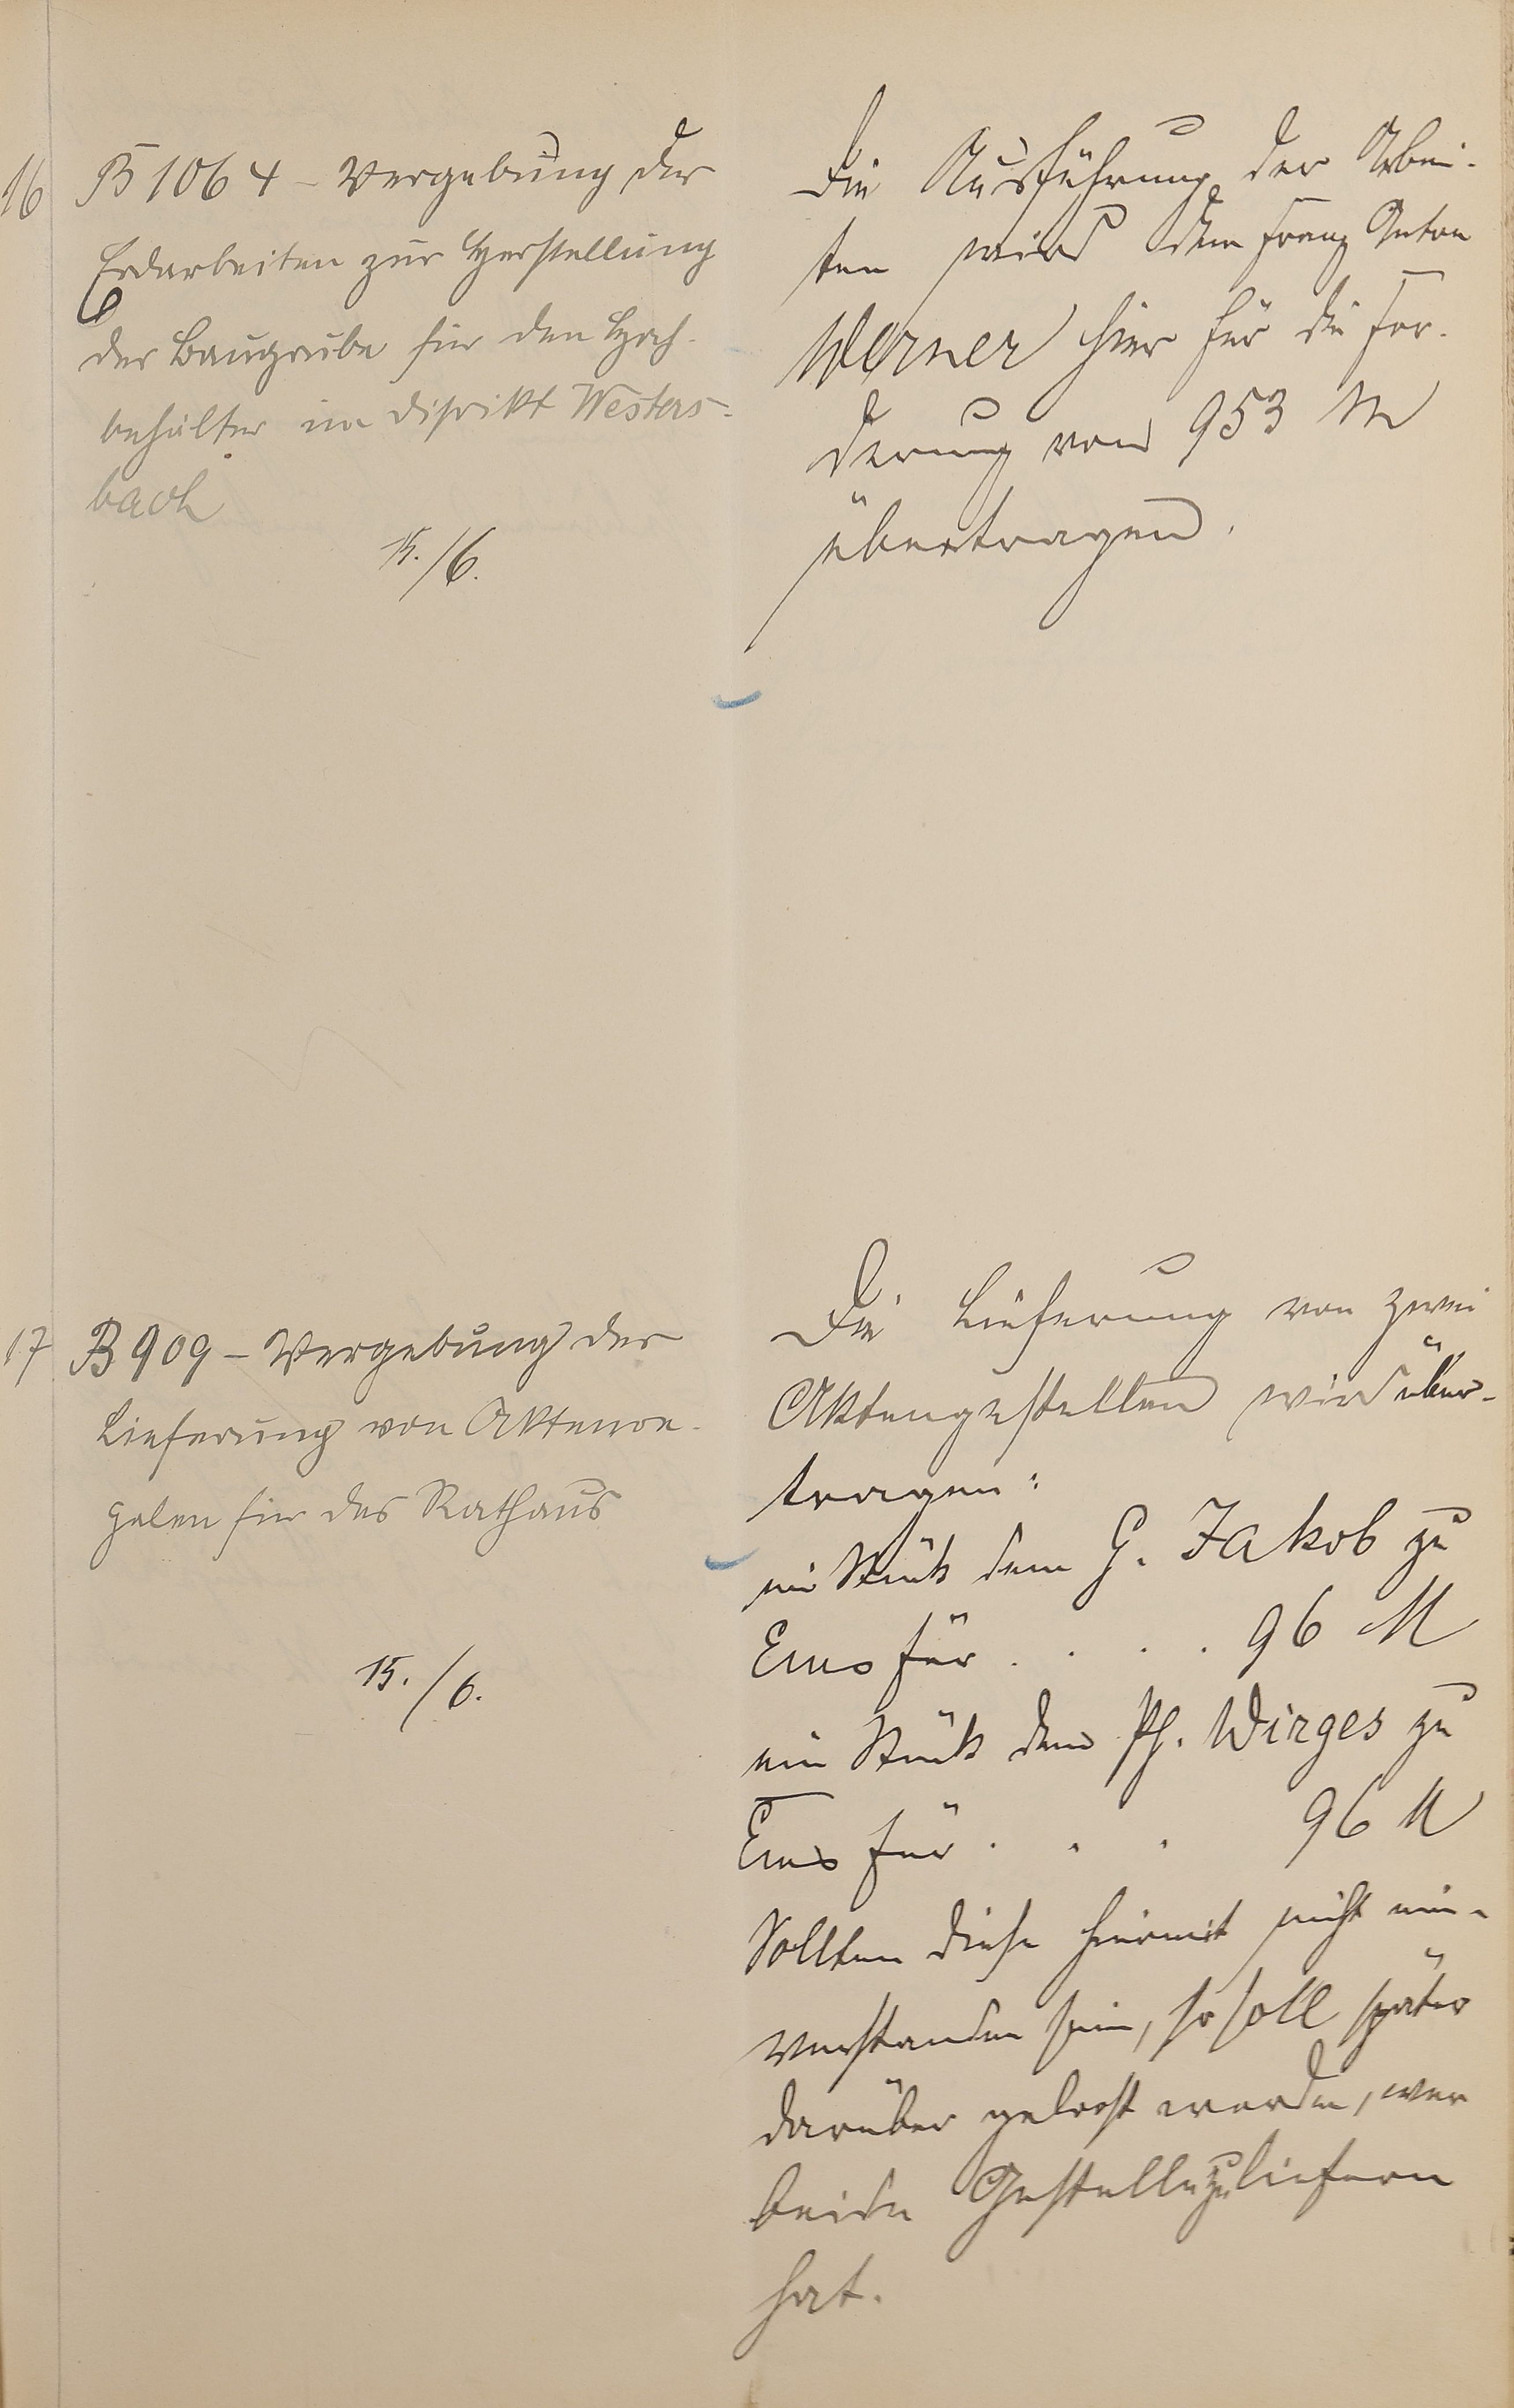 16 B 1064 – Vergebung der
Erdarbeiten zur Herstellung
der Baugrube für den Hoch-
behälter im Distrikt Westers-
bach
15./6.
Die Ausführung der Arbei-
ten wird dem Franz Anton
Werner hier für die For-
derung von 953 M
übertragen.
17 B 909 – Vergebung der
Lieferung von Aktenre-
galen für das Rathaus
15./6.
Die Lieferung von zwei
Aktengestellen wird über-
tragen:
ein Stück dem G. Jakob zu
Ems für . . . . 96 M
ein Stück dem Ph. Wirges zu
Ems für . . . 96 M
Sollten diese hiermit nicht ein-
verstanden sein, so soll später
darüber gelost werden, wer
beide Gestelle zu liefern
hat.